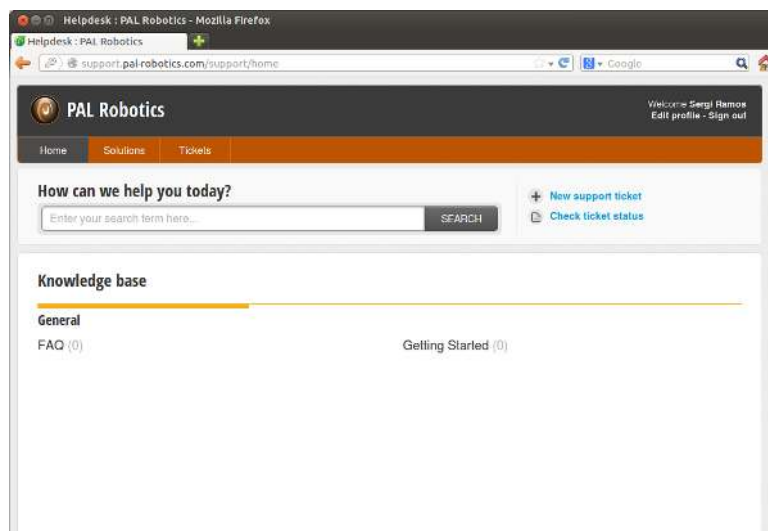 Helpdesk : PAL Robotics - Mozilla Firefox
Helpdesk : PAL Robotics
support.pal-robotics.com/support/home
Google
PAL Robotics
Welcome Sergi Ramos
Edit profile - Sign out
Home Solutions Tickets
How can we help you today?
Enter your search term here...
SEARCH
New support ticket
Check ticket status
Knowledge base
General
FAQ (0)
Getting Started (0)